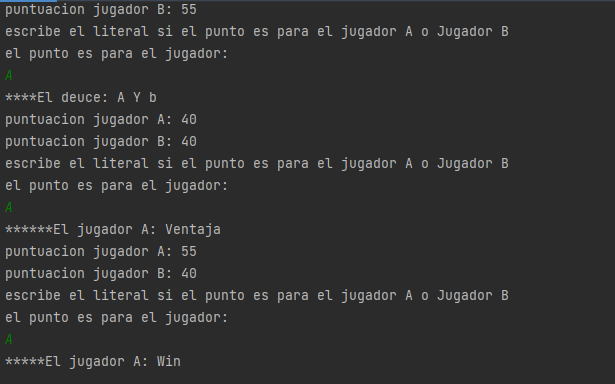 puntuacion jugador B: 55
escribe el literal si el punto es para el jugador A o Jugador B
el punto es para el jugador:
A
****El deuce: A Y b
puntuacion jugador A: 40
puntuacion jugador B: 40
escribe el literal si el punto es para el jugador A o Jugador B
el punto es para el jugador:
A
******El jugador A: Ventaja
puntuacion jugador A: 55
puntuacion jugador B: 40
escribe el literal si el punto es para el jugador A o Jugador B
el punto es para el jugador:
A
*****El jugador A: Win